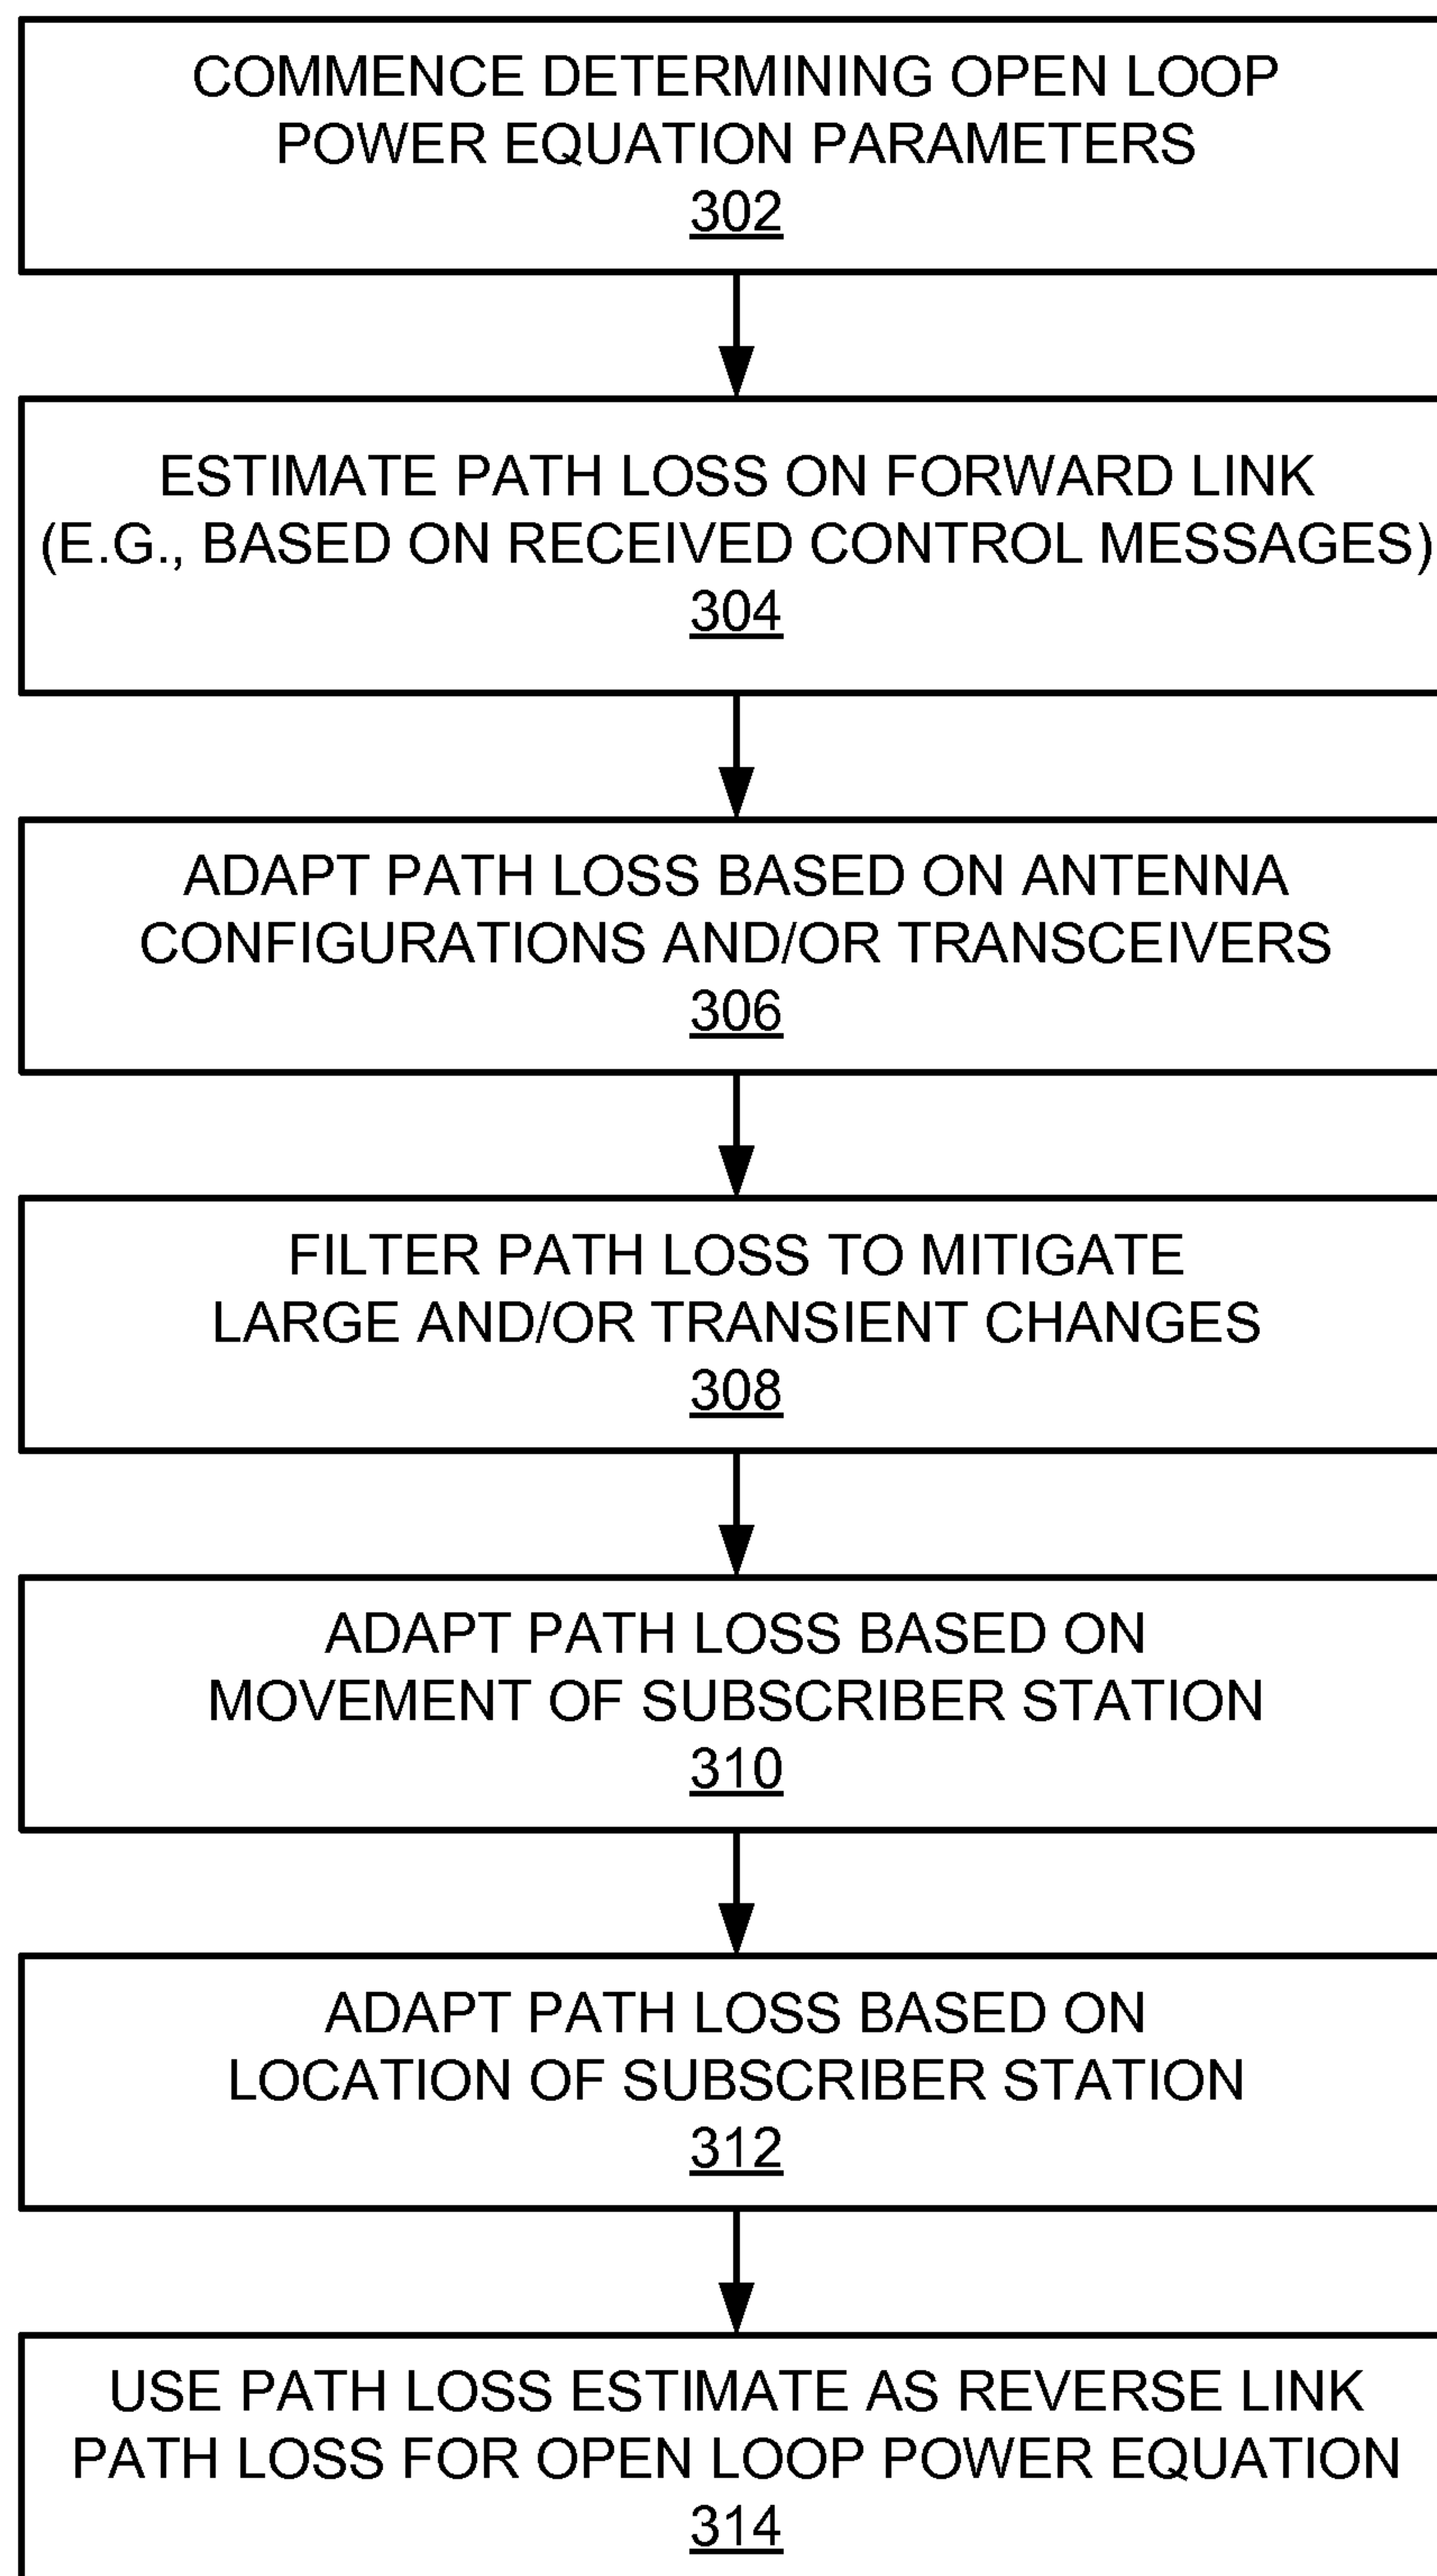 COMMENCE DETERMINING OPEN LOOP
POWER EQUATION PARAMETERS
302
ESTIMATE PATH LOSS ON FORWARD LINK
(E.G., BASED ON RECEIVED CONTROL MESSAGES)
304
ADAPT PATH LOSS BASED ON ANTENNA
CONFIGURATIONS AND/OR TRANSCEIVERS
306
FILTER PATH LOSS TO MITIGATE
LARGE AND/OR TRANSIENT CHANGES
308
ADAPT PATH LOSS BASED ON
MOVEMENT OF SUBSCRIBER STATION
310
ADAPT PATH LOSS BASED ON
LOCATION OF SUBSCRIBER STATION
312
USE PATH LOSS ESTIMATE AS REVERSE LINK
PATH LOSS FOR OPEN LOOP POWER EQUATION
314